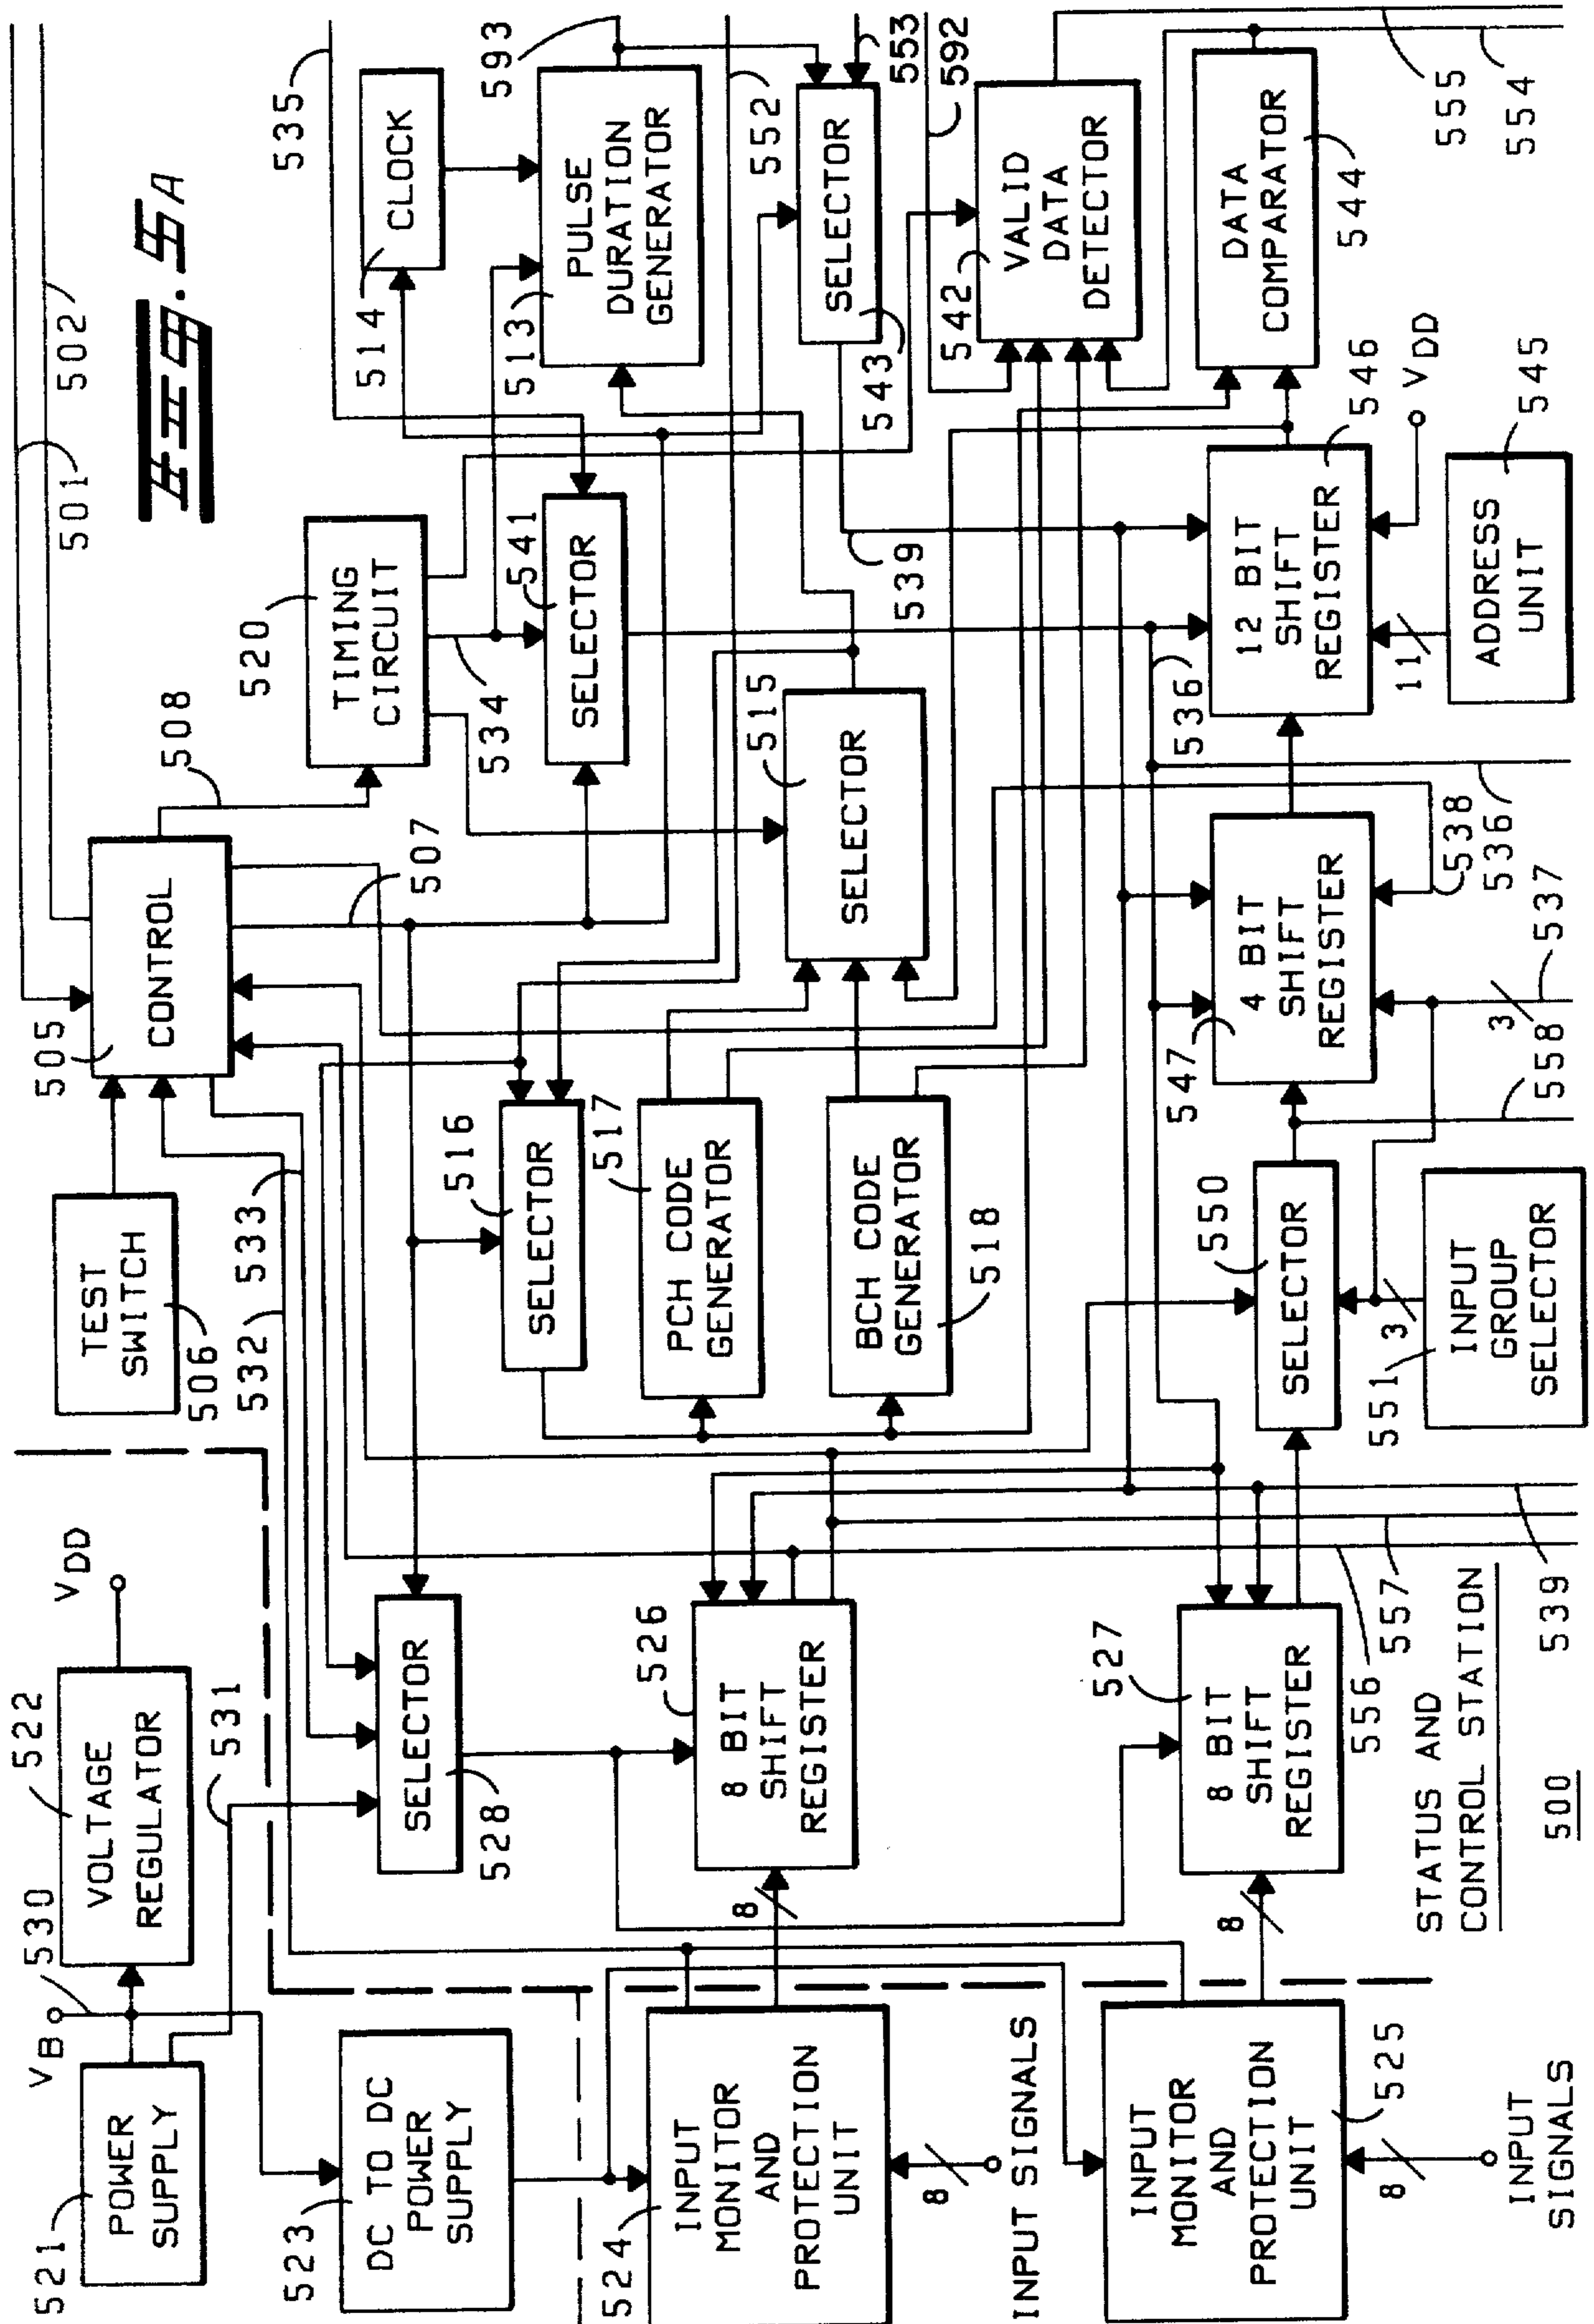 Fig. 5A
501
502
535
593
CLOCK
514
PULSE
DURATION
GENERATOR
513
552
SELECTOR
543
553
592
VALID
DATA
DETECTOR
542
DATA
COMPARATOR
544
555
554
508
TIMING
CIRCUIT
520
534
SELECTOR
541
539
12 BIT
SHIFT
REGISTER
546
VDD
ADDRESS
UNIT
545
11
536
536
TEST
SWITCH
506
CONTROL
505
507
533
532
SELECTOR
516
PCH CODE
GENERATOR
517
BCH CODE
GENERATOR
518
SELECTOR
515
4 BIT
SHIFT
REGISTER
547
538
537
3
558
SELECTOR
550
3
INPUT
GROUP
SELECTOR
551
VB
530
POWER
SUPPLY
521
VOLTAGE
REGULATOR
522
VDD
531
DC TO DC
POWER
SUPPLY
523
SELECTOR
528
8 BIT
SHIFT
REGISTER
526
8
INPUT
MONITOR
AND
PROTECTION
UNIT
524
8
INPUT SIGNALS
8 BIT
SHIFT
REGISTER
527
8
INPUT
MONITOR
AND
PROTECTION
UNIT
525
8
INPUT
SIGNALS
556
557
539
STATUS AND
CONTROL STATION
500